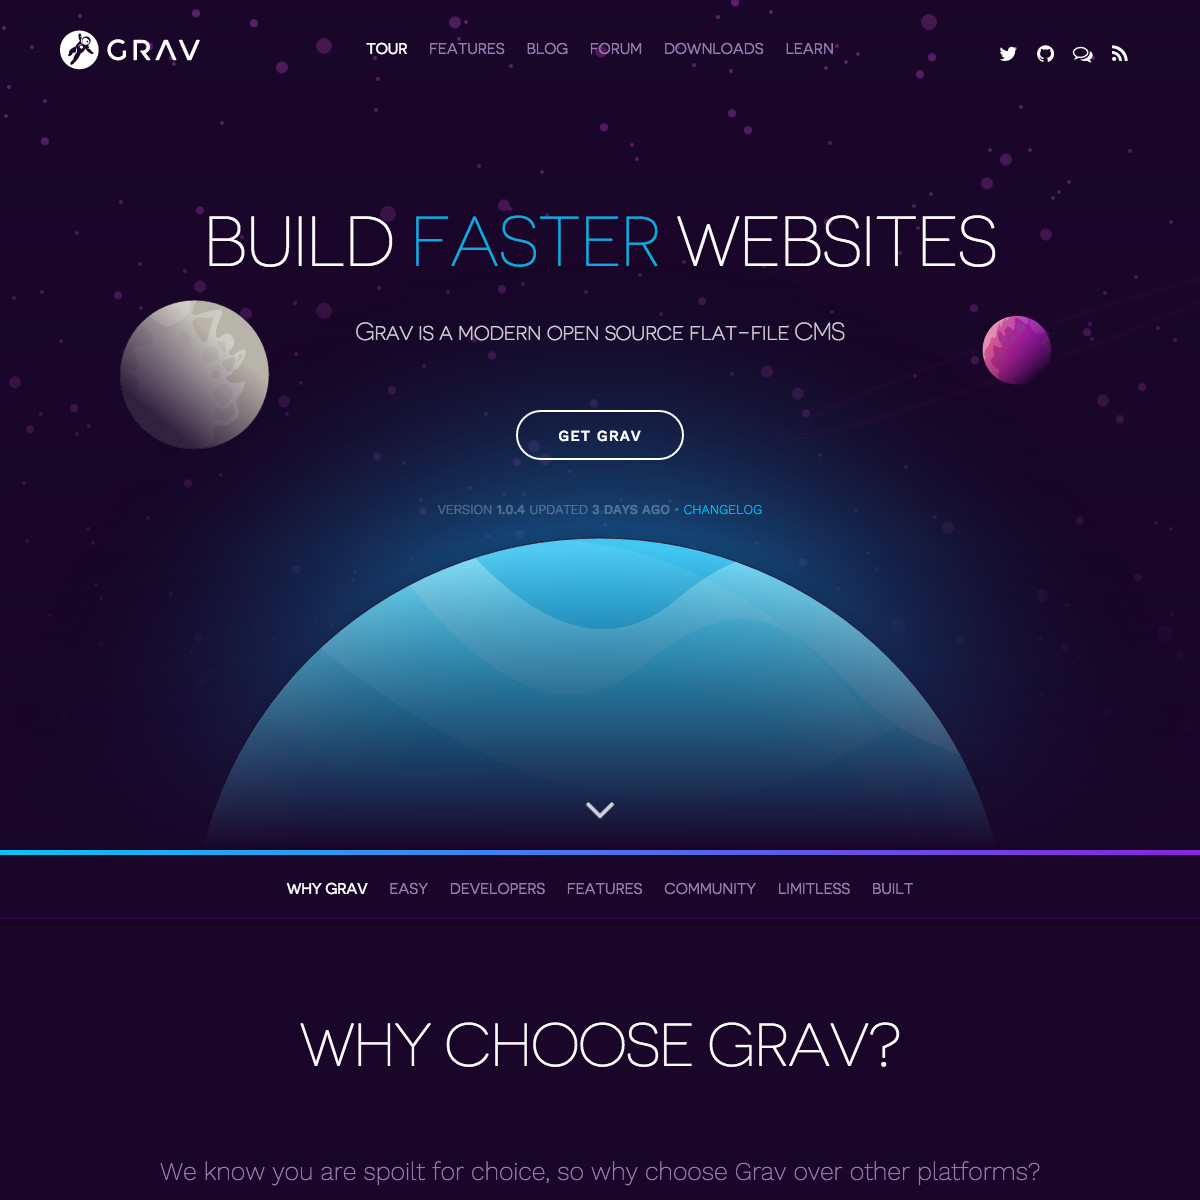 GRAV
TOUR FEATURES BLOG FORUM DOWNLOADS LEARN
BUILD FASTER WEBSITES
GRAV IS A MODERN OPEN SOURCE FLAT-FILE CMS
GET GRAV
VERSION 1.0.4 UPDATED 3 DAYS AGO • CHANGELOG
WHY GRAV EASY DEVELOPERS FEATURES COMMUNITY LIMITLESS BUILT
WHY CHOOSE GRAV?
We know you are spoilt for choice, so why choose Grav over other platforms?